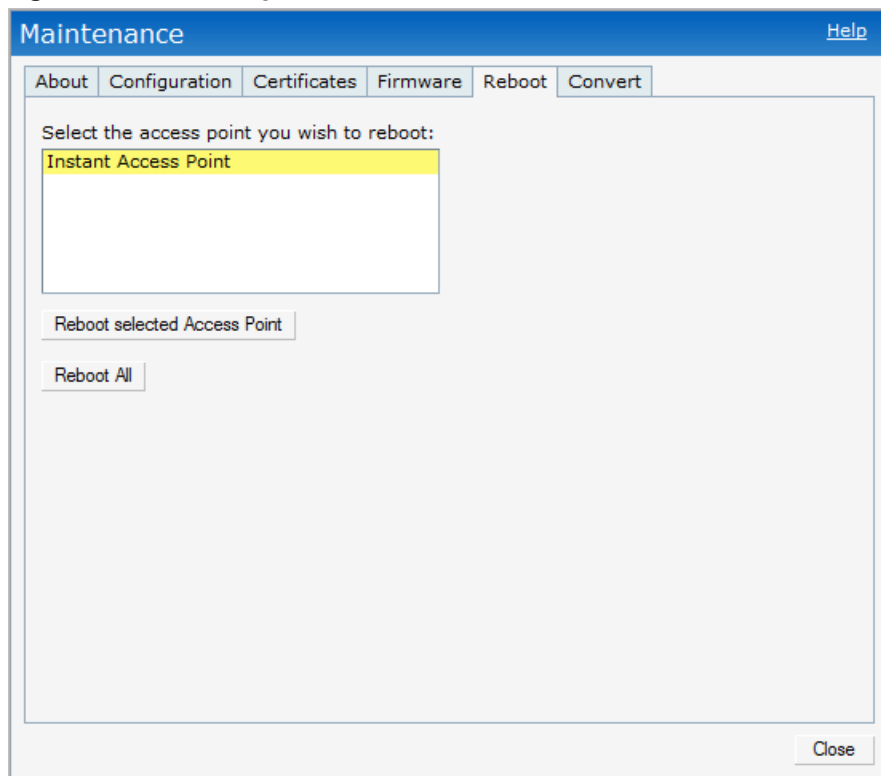 Maintenance Help
About Configuration Certificates Firmware Reboot Convert
Select the access point you wish to reboot:
Instant Access Point
Reboot selected Access Point
Reboot All
Close